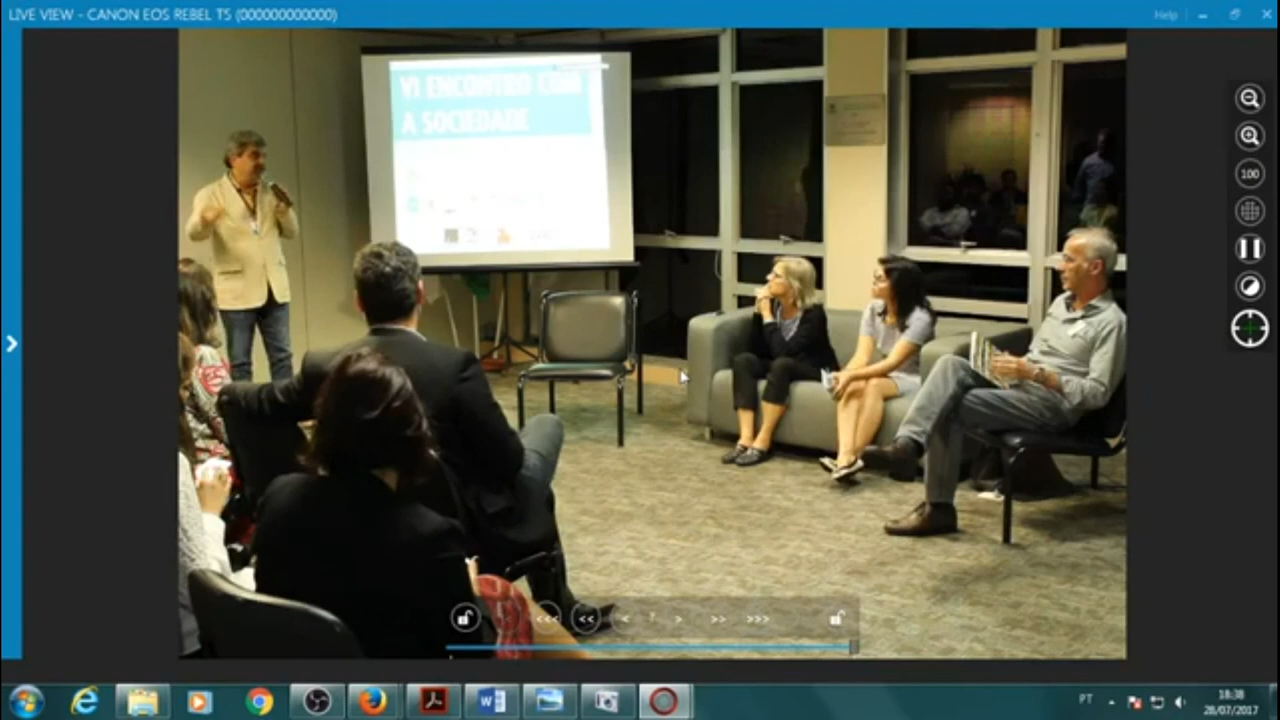 LIVE VIEW - CANON EOS REBEL T5 (000000000000)
Help
VI ENCONTRO COM
A SOCIEDADE
100
<<<
<<
<
?
>
>>
>>>
PT
18:38
28/07/2017